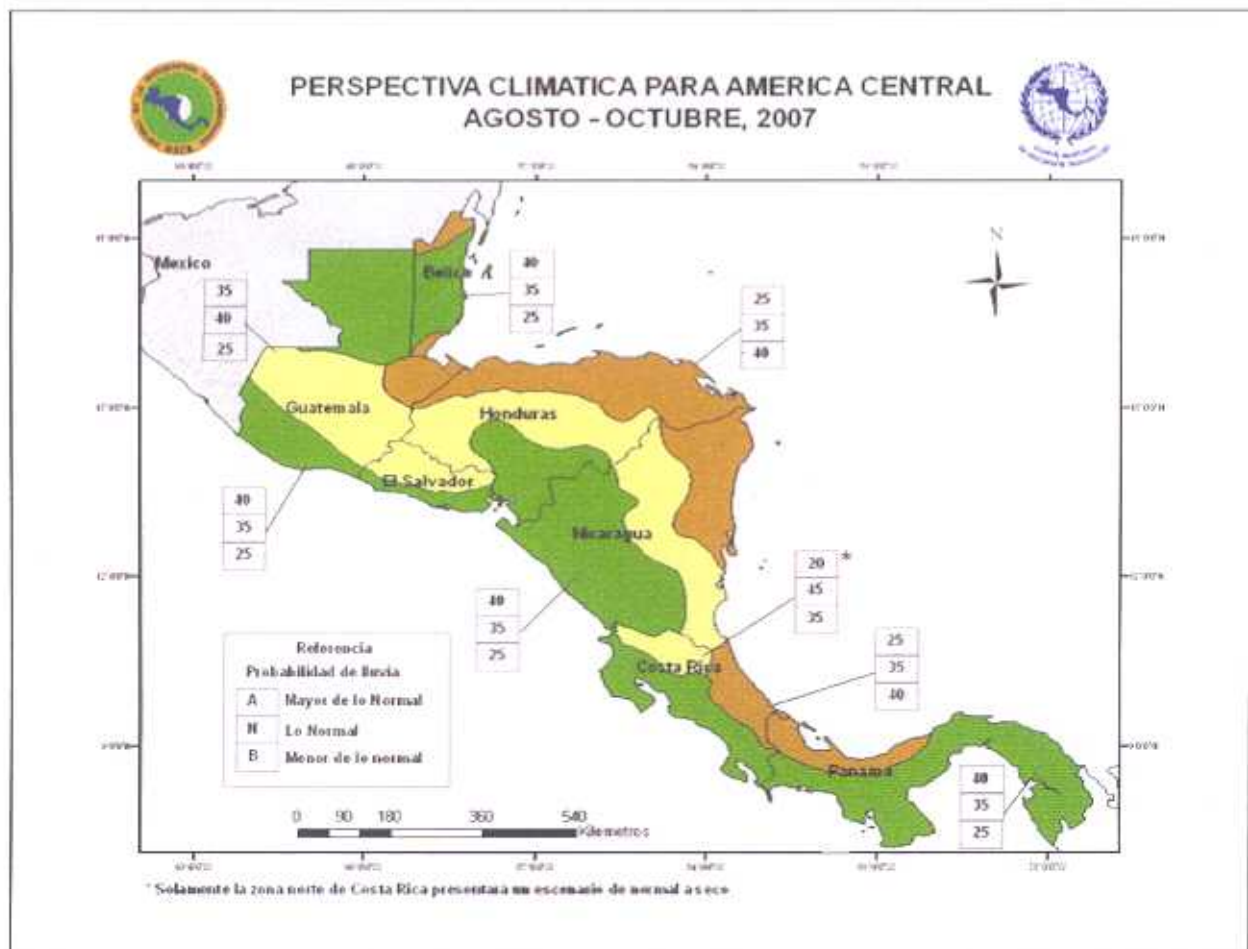 PERSPECTIVA CLIMATICA PARA AMERICA CENTRAL
AGOSTO - OCTUBRE, 2007
Mexico
Belice
40
35
25
35
40
25
25
35
40
Guatemala
Honduras
El Salvador
Nicaragua
40
35
25
20 *
45
35
40
35
25
Costa Rica
25
35
40
Panama
40
35
25
Referencia
Probabilidad de lluvia
A Mayor de lo Normal
N Lo Normal
B Menor de lo normal
0 90 180 360 540
Kilometros
N
* Solamente la zona norte de Costa Rica presentara un escenario de normal a seco